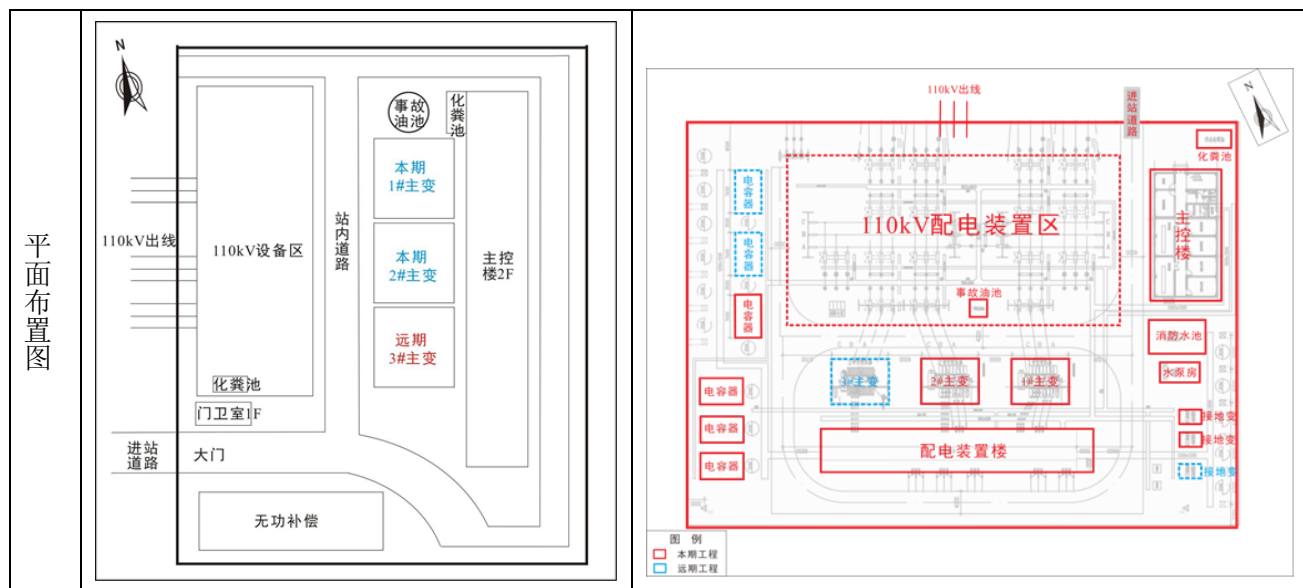 平面布置图
N
事故
油池
化粪池
本期
1#主变
110kV出线
110kV设备区
站内道路
本期
2#主变
主控
楼2F
远期
3#主变
化粪池
门卫室1F
进站
道路
大门
无功补偿
110kV出线
进站道路
N
化粪池
电容器
电容器
电容器
110kV配电装置区
主控楼
事故油池
消防水池
水泵房
3#主变
2#主变
1#主变
电容器
电容器
电容器
接地变
接地变
接地变
配电装置楼
图 例
本期工程
远期工程